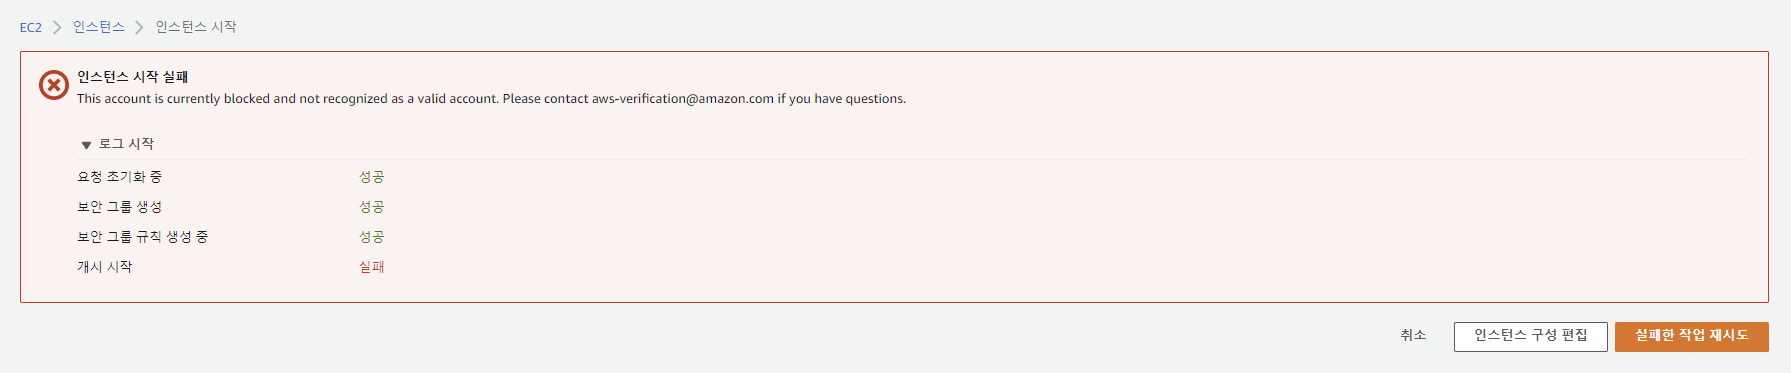 EC2 > 인스턴스 > 인스턴스 시작
인스턴스 시작 실패
This account is currently blocked and not recognized as a valid account. Please contact aws-verification@amazon.com if you have questions.
▼ 로그 시작
요청 초기화 중 성공
보안 그룹 생성 성공
보안 그룹 규칙 생성 중 성공
개시 시작 실패
취소 인스턴스 구성 편집 실패한 작업 재시도